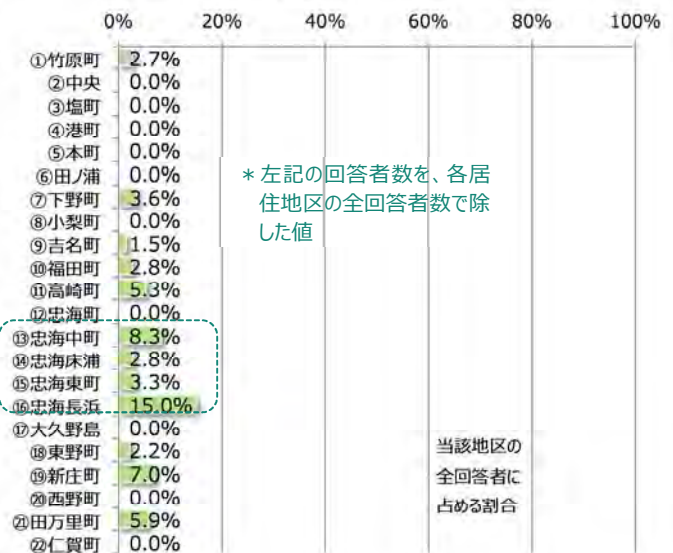 0% 20% 40% 60% 80% 100%
①竹原町 2.7%
②中央 0.0%
③塩町 0.0%
④港町 0.0%
⑤本町 0.0%
⑥田ノ浦 0.0%
⑦下野町 3.6%
⑧小梨町 0.0%
⑨吉名町 1.5%
⑩福田町 2.8%
⑪高崎町 5.3%
⑫忠海町 0.0%
⑬忠海中町 8.3%
⑭忠海床浦 2.8%
⑮忠海東町 3.3%
⑯忠海長浜 15.0%
⑰大久野島 0.0%
⑱東野町 2.2%
⑲新庄町 7.0%
⑳西野町 0.0%
㉑田万里町 5.9%
㉒仁賀町 0.0%
＊左記の回答者数を、各居
住地区の全回答者数で除
した値
当該地区の
全回答者に
占める割合